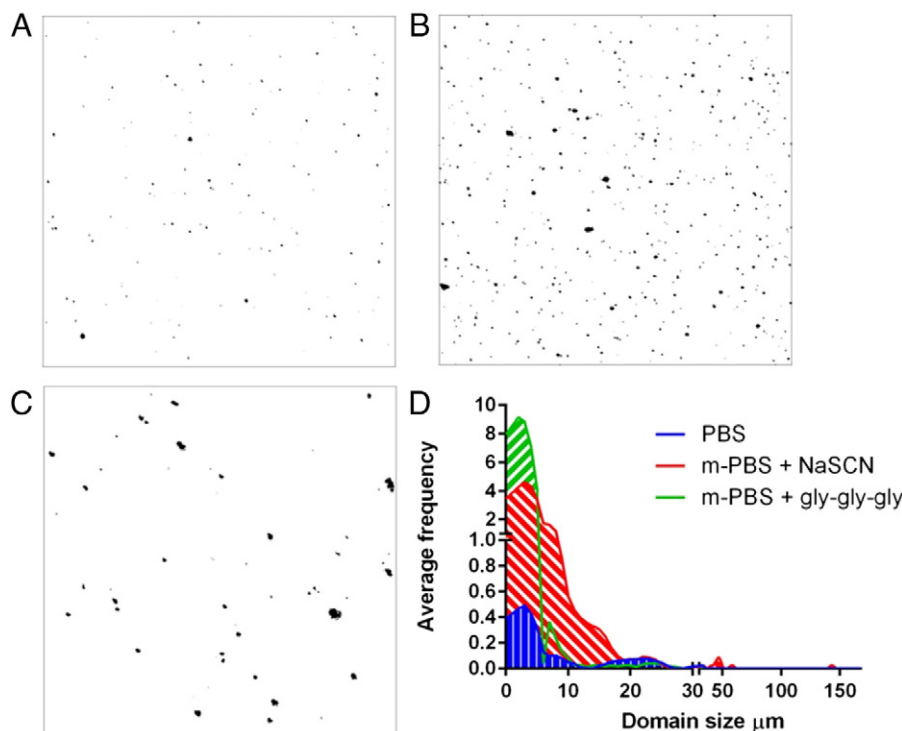 A
B
C
D
10
8
6
4
2
1.0
0.8
0.6
0.4
0.2
0.0
Average frequency
PBS
m-PBS + NaSCN
m-PBS + gly-gly-gly
0 10 20 30 50 100 150
Domain size μm